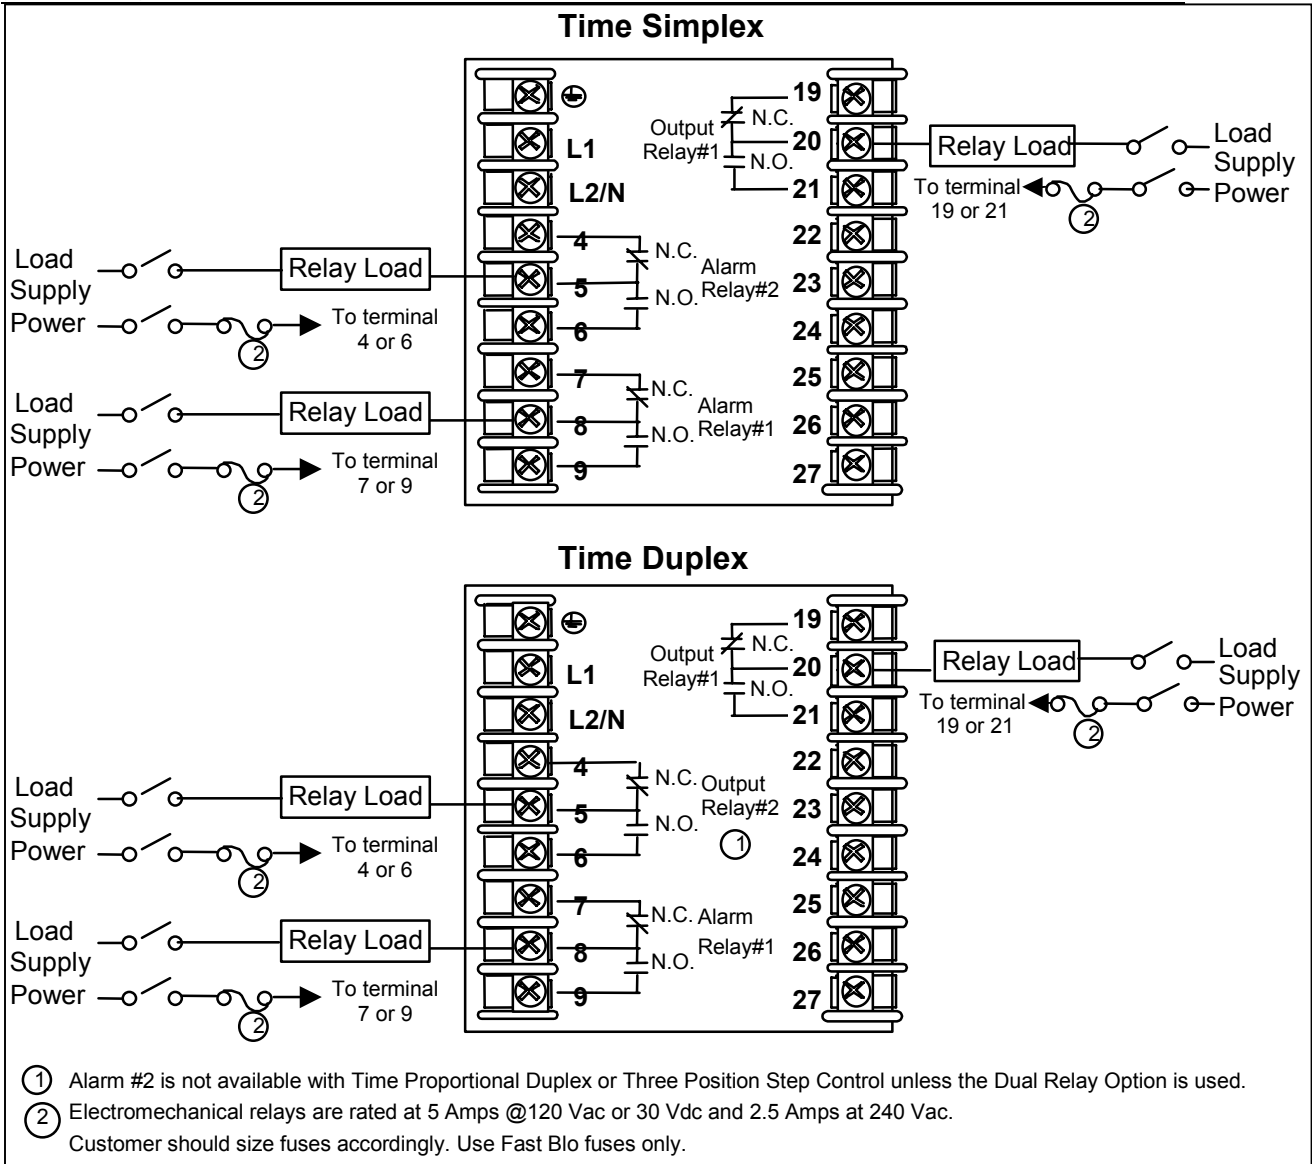 Time Simplex
L1
L2/N
4
5
6
7
8
9
N.C.
N.O.
Alarm
Relay#2
N.C.
N.O.
Alarm
Relay#1
Output
Relay#1
N.C.
N.O.
19
20
21
22
23
24
25
26
27
Load
Supply
Power
Relay Load
2
To terminal
4 or 6
Load
Supply
Power
Relay Load
2
To terminal
7 or 9
Relay Load
Load
Supply
Power
To terminal
19 or 21
2
Time Duplex
L1
L2/N
4
5
6
7
8
9
N.C.
N.O.
Output
Relay#2
1
N.C.
N.O.
Alarm
Relay#1
Output
Relay#1
N.C.
N.O.
19
20
21
22
23
24
25
26
27
Load
Supply
Power
Relay Load
2
To terminal
4 or 6
Load
Supply
Power
Relay Load
2
To terminal
7 or 9
Relay Load
Load
Supply
Power
To terminal
19 or 21
2
1 Alarm #2 is not available with Time Proportional Duplex or Three Position Step Control unless the Dual Relay Option is used.
2 Electromechanical relays are rated at 5 Amps @120 Vac or 30 Vdc and 2.5 Amps at 240 Vac.
Customer should size fuses accordingly. Use Fast Blo fuses only.